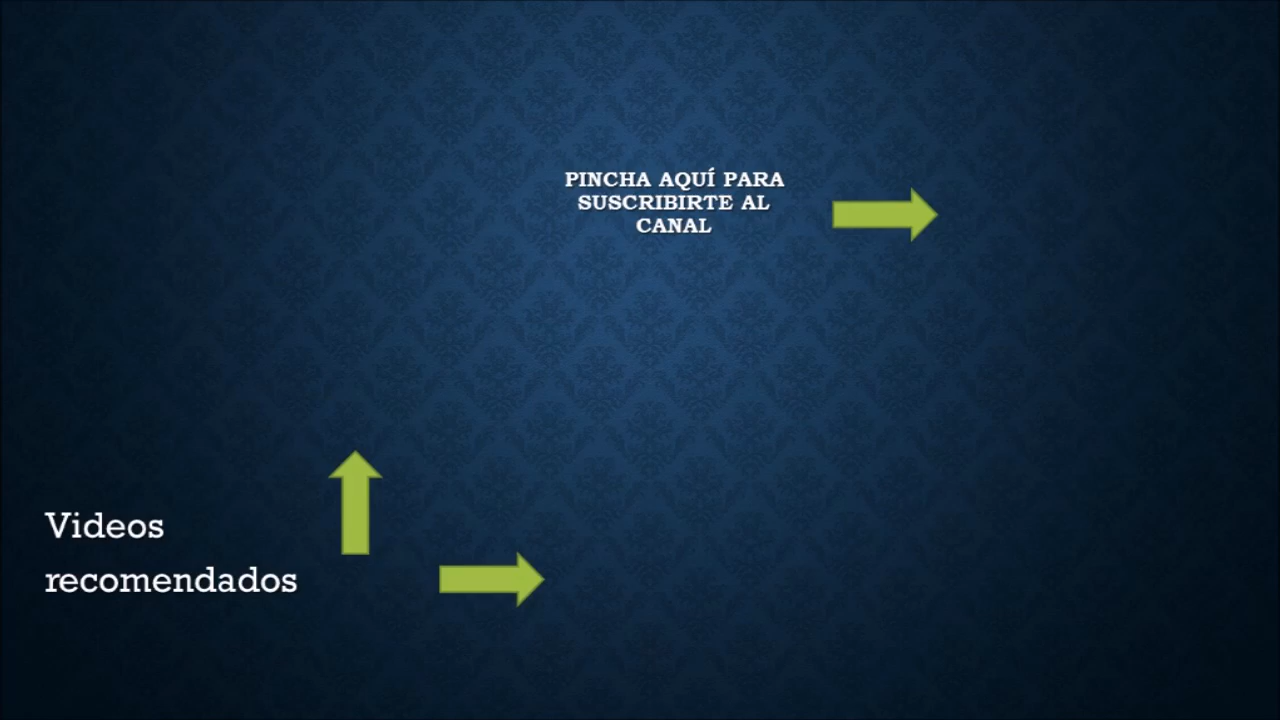 PINCHA AQUÍ PARA
SUSCRIBIRTE AL
CANAL
Videos
recomendados